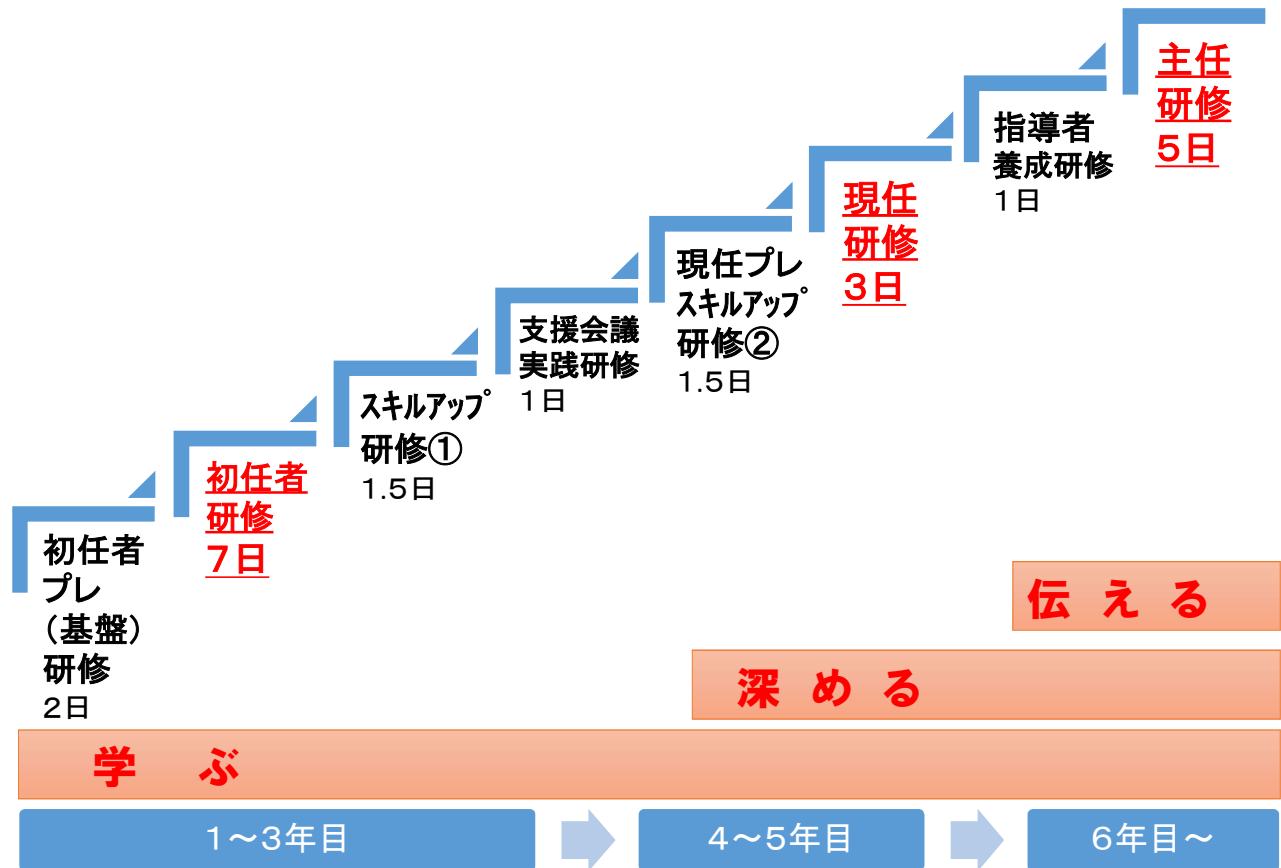 初任者
プレ
（基盤）
研修
2日
初任者
研修
7日
スキルアップ
研修①
1.5日
支援会議
実践研修
1日
現任プレ
スキルアップ
研修②
1.5日
現任
研修
3日
指導者
養成研修
1日
主任
研修
5日
伝える
深める
学ぶ
1～3年目
4～5年目
6年目～